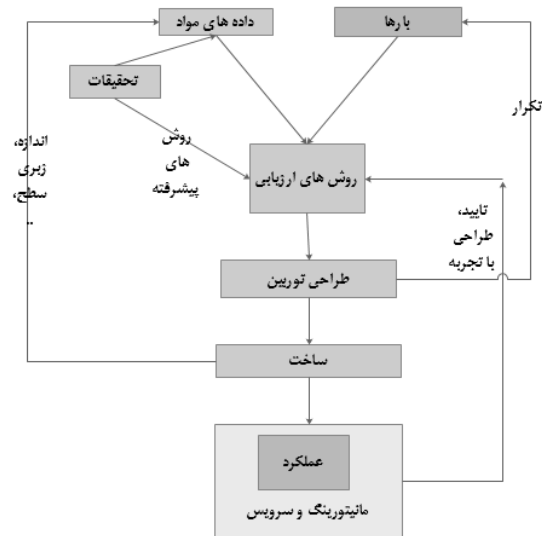 داده های مواد
بارها
تحقیقات
تکرار
اندازه،
زبری
سطح،
..
روش
های
پیشرفته
روش های ارزیابی
تایید،
طراحی
با تجربه
طراحی توربین
ساخت
عملکرد
مانیتورینگ و سرویس